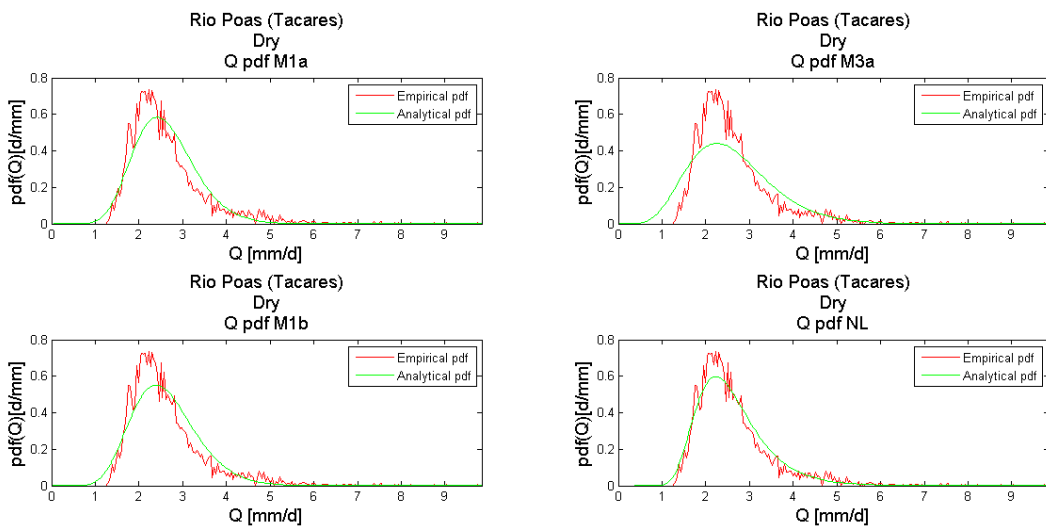 Rio Poas (Tacares)
Dry
Q pdf M1a
0.8
0.6
0.4
0.2
0
pdf(Q)[d/mm]
Empirical pdf
Analytical pdf
0 1 2 3 4 5 6 7 8 9
Q [mm/d]
Rio Poas (Tacares)
Dry
Q pdf M3a
0.8
0.6
0.4
0.2
0
pdf(Q)[d/mm]
Empirical pdf
Analytical pdf
0 1 2 3 4 5 6 7 8 9
Q [mm/d]
Rio Poas (Tacares)
Dry
Q pdf M1b
0.8
0.6
0.4
0.2
0
pdf(Q)[d/mm]
Empirical pdf
Analytical pdf
0 1 2 3 4 5 6 7 8 9
Q [mm/d]
Rio Poas (Tacares)
Dry
Q pdf NL
0.8
0.6
0.4
0.2
0
pdf(Q)[d/mm]
Empirical pdf
Analytical pdf
0 1 2 3 4 5 6 7 8 9
Q [mm/d]